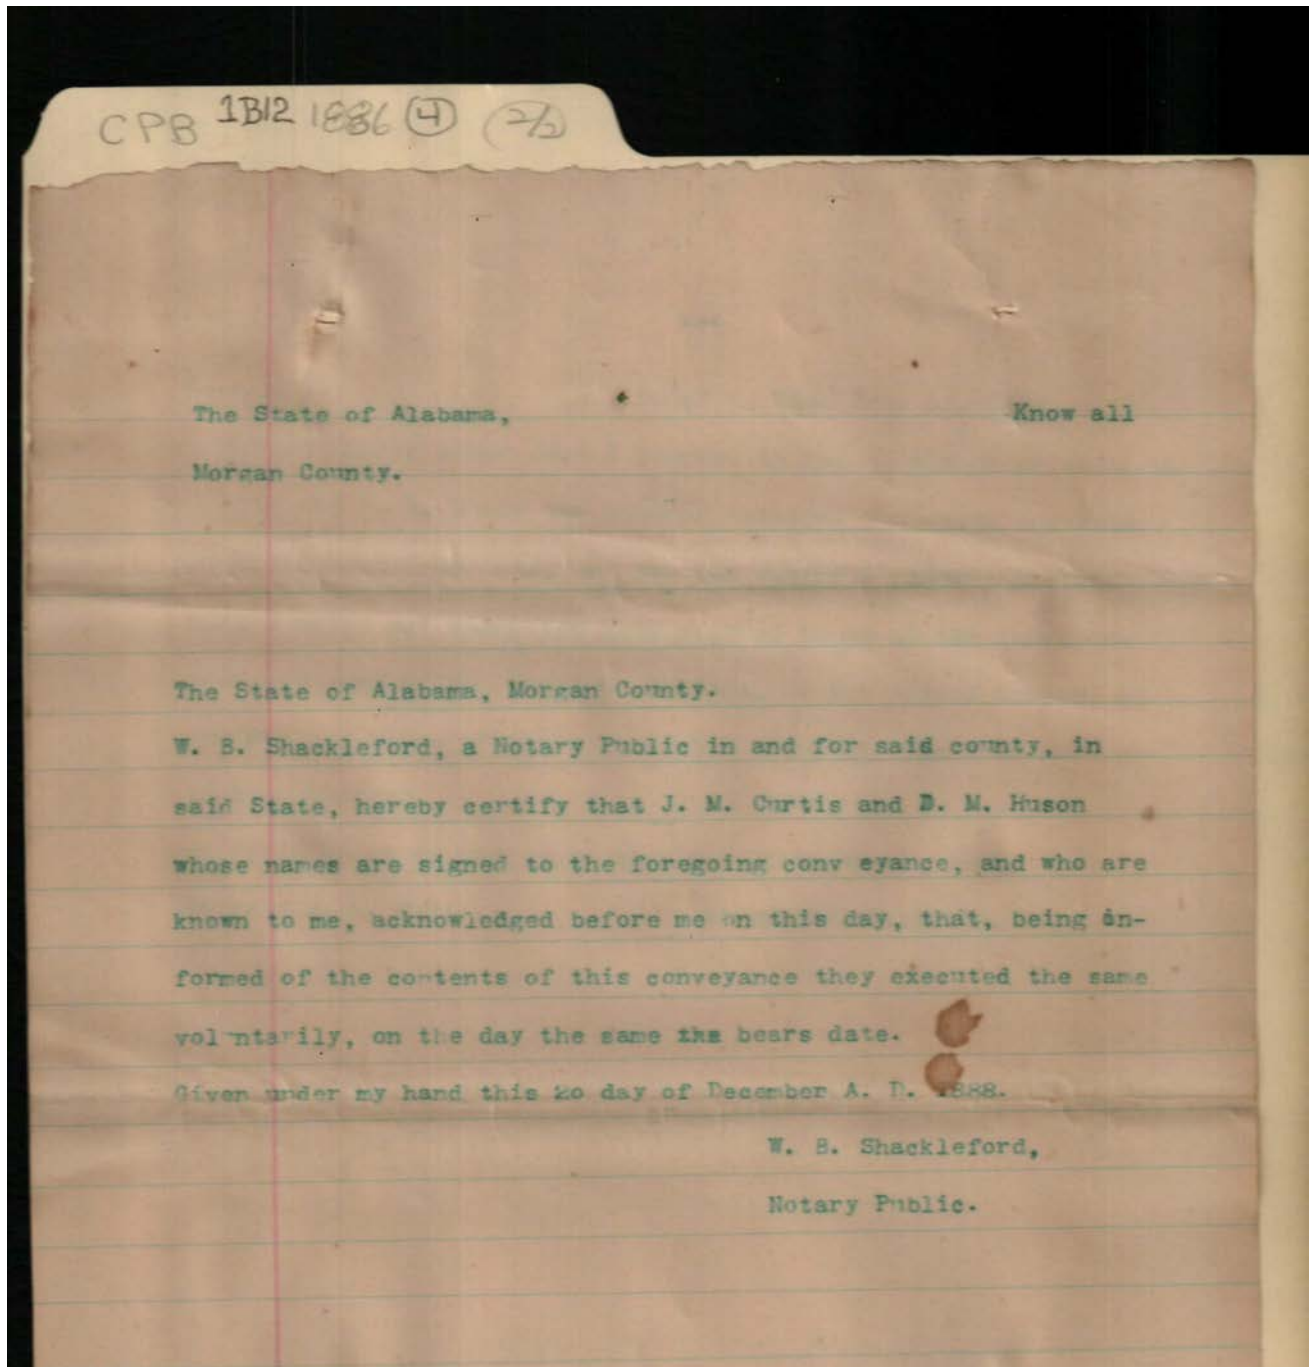 CPB 1B12 1886 (4) (2/2)
The State of Alabama, Know all
Morgan County.
The State of Alabama, Morgan County.
W. B. Shackleford, a Notary Public in and for said county, in
said State, hereby certify that J. M. Curtis and D. M. Huson
whose names are signed to the foregoing conv eyance, and who are
known to me, acknowledged before me on this day, that, being in-
formed of the contents of this conveyance they executed the same
voluntarily, on the day the same the bears date.
Given under my hand this 20 day of December A. D. 1888.
W. B. Shackleford,
Notary Public.